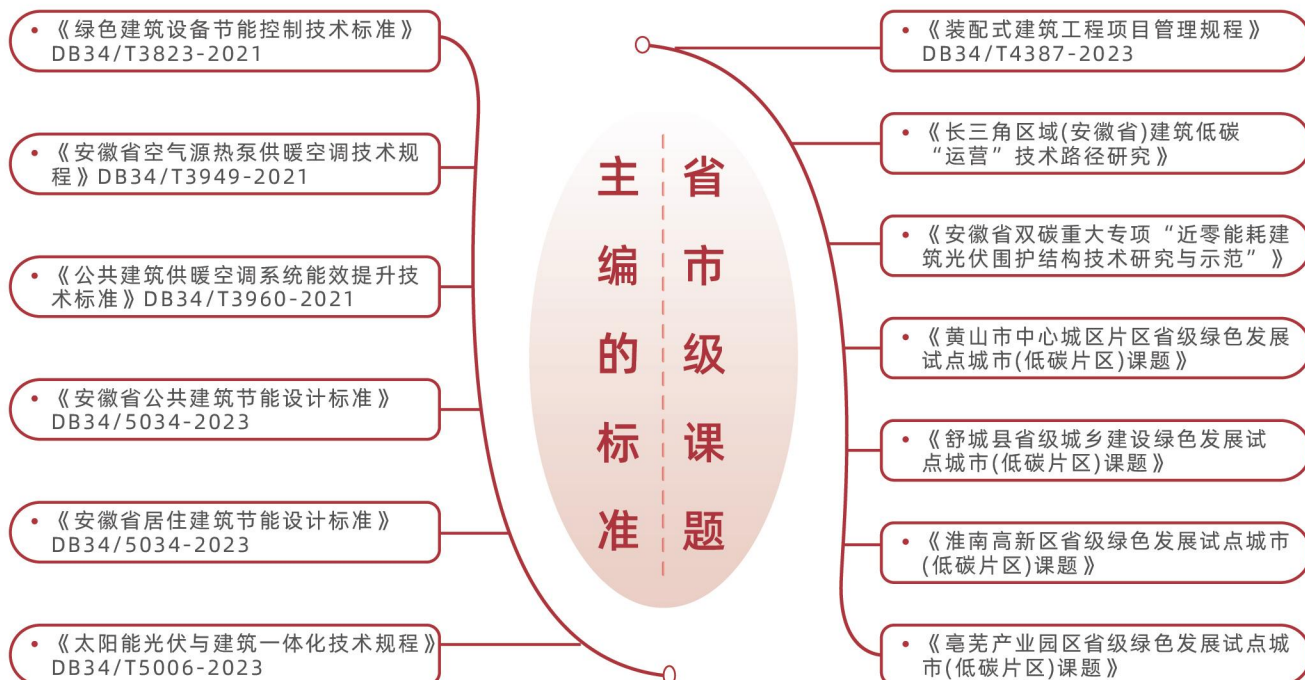 《绿色建筑设备节能控制技术标准》
DB34/T3823-2021
《安徽省空气源热泵供暖空调技术规
程》DB34/T3949-2021
《公共建筑供暖空调系统能效提升技
术标准》DB34/T3960-2021
《安徽省公共建筑节能设计标准》
DB34/5034-2023
《安徽省居住建筑节能设计标准》
DB34/5034-2023
《太阳能光伏与建筑一体化技术规程》
DB34/T5006-2023
主编的标准
省市级课题
《装配式建筑工程项目管理规程》
DB34/T4387-2023
《长三角区域(安徽省)建筑低碳
“运营”技术路径研究》
《安徽省双碳重大专项“近零能耗建
筑光伏围护结构技术研究与示范”》
《黄山市中心城区片区省级绿色发展
试点城市(低碳片区)课题》
《舒城县省级城乡建设绿色发展试
点城市(低碳片区)课题》
《淮南高新区省级绿色发展试点城市
(低碳片区)课题》
《亳芜产业园区省级绿色发展试点城
市(低碳片区)课题》